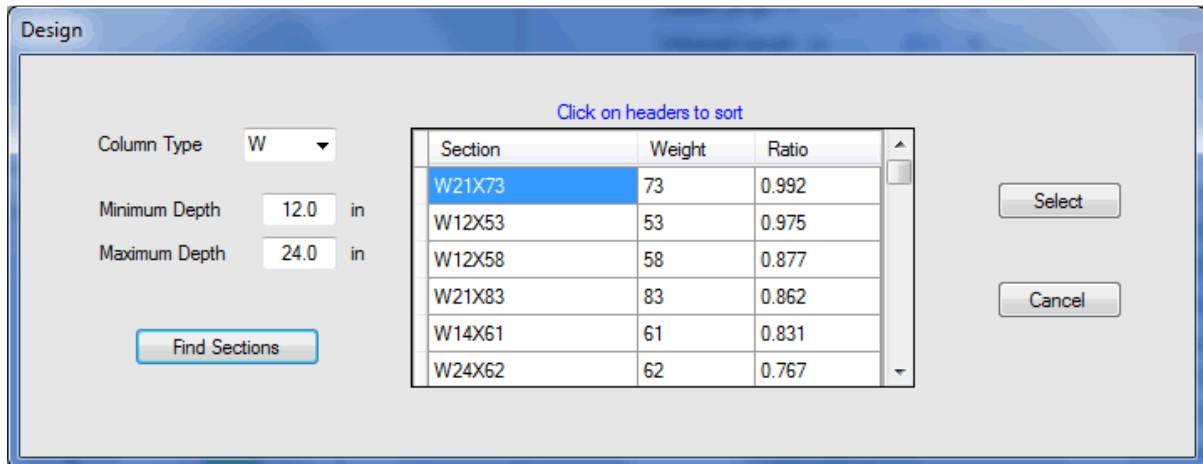 Design
Click on headers to sort
Column Type W
Minimum Depth 12.0 in
Maximum Depth 24.0 in
Find Sections
Section Weight Ratio
W21X73 73 0.992
W12X53 53 0.975
W12X58 58 0.877
W21X83 83 0.862
W14X61 61 0.831
W24X62 62 0.767
Select
Cancel